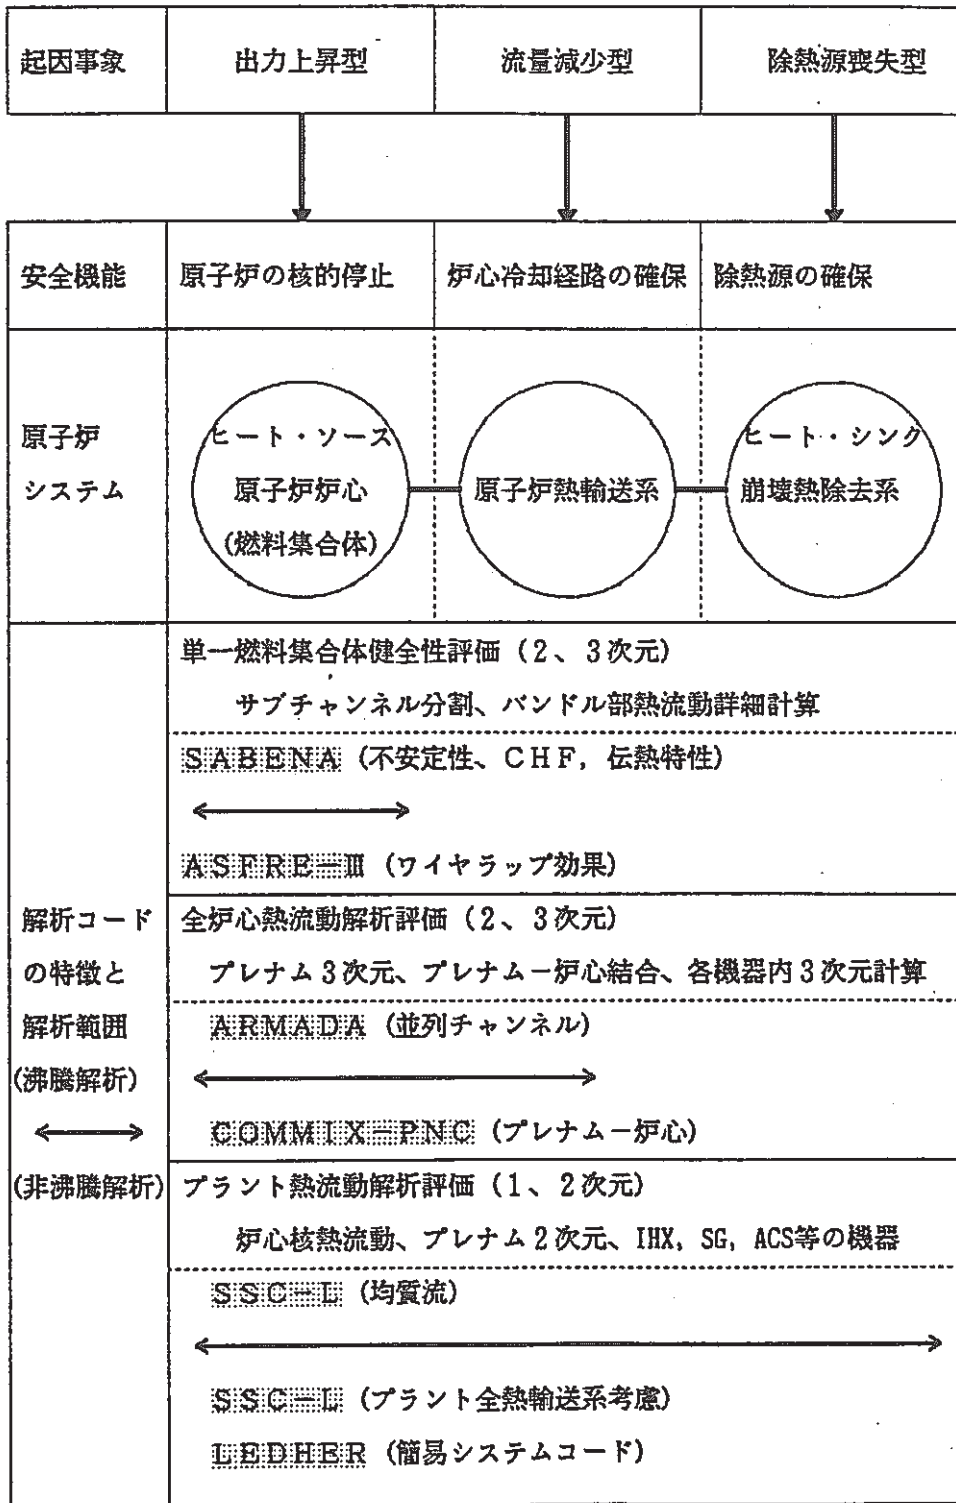 起因事象 出力上昇型 流量減少型 除熱源喪失型
安全機能 原子炉の核的停止 炉心冷却経路の確保 除熱源の確保
原子炉
システム
ヒート・ソース
原子炉炉心
(燃料集合体)
原子炉熱輸送系
ヒート・シンク
崩壊熱除去系
解析コード
の特徴と
解析範囲
(沸騰解析)
(非沸騰解析)
単一燃料集合体健全性評価(2、3次元)
サブチャンネル分割、バンドル部熱流動詳細計算
SABENA (不安定性、CHF, 伝熱特性)
ASFRE-Ⅲ (ワイヤラップ効果)
全炉心熱流動解析評価(2、3次元)
プレナム3次元、プレナム-炉心結合、各機器内3次元計算
ARMADA (並列チャンネル)
COMMIX-PNC (プレナム-炉心)
プラント熱流動解析評価(1、2次元)
炉心核熱流動、プレナム2次元、IHX, SG, ACS等の機器
SSC-L (均質流)
SSC-L (プラント全熱輸送系考慮)
LEDHER (簡易システムコード)